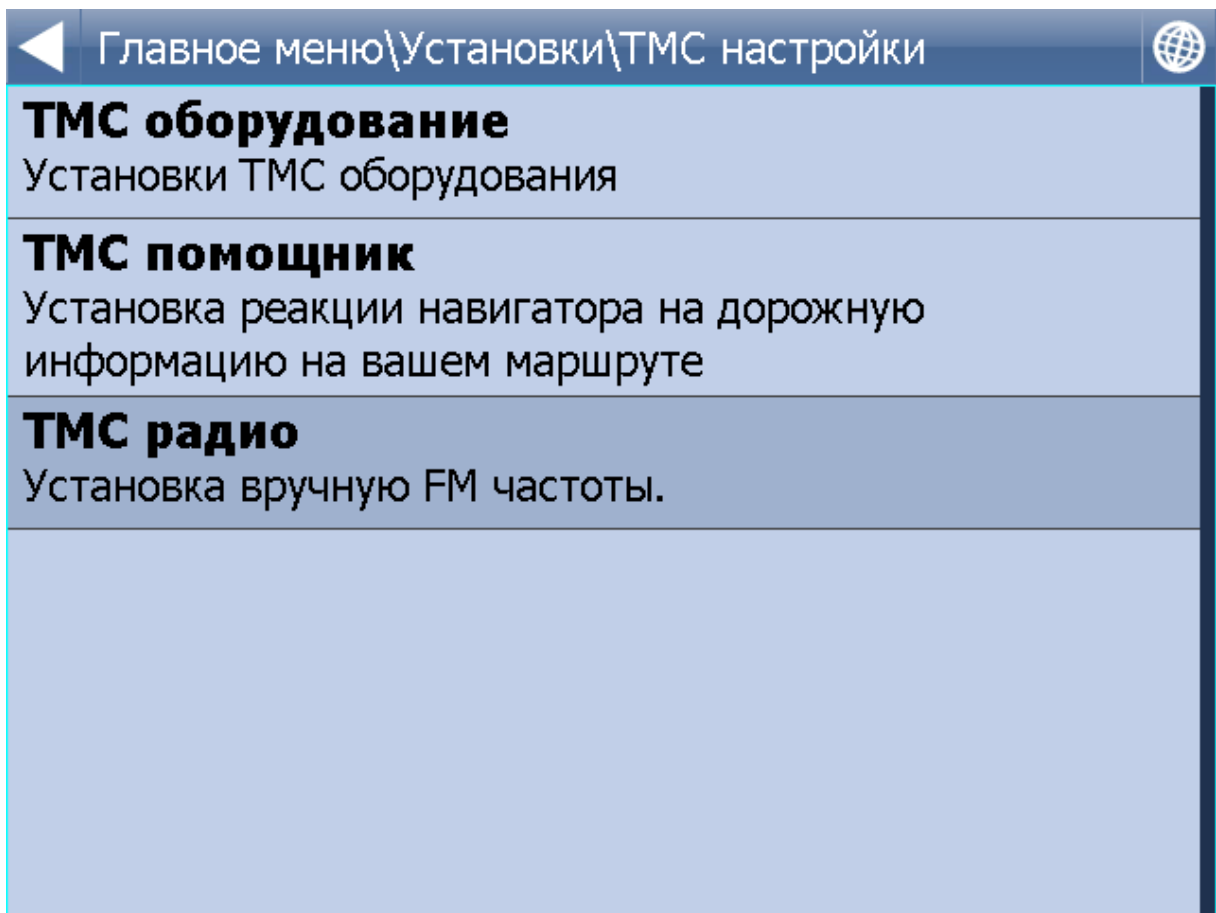 Главное меню\Установки\ТМС настройки
ТМС оборудование
Установки ТМС оборудования
ТМС помощник
Установка реакции навигатора на дорожную
информацию на вашем маршруте
ТМС радио
Установка вручную FM частоты.